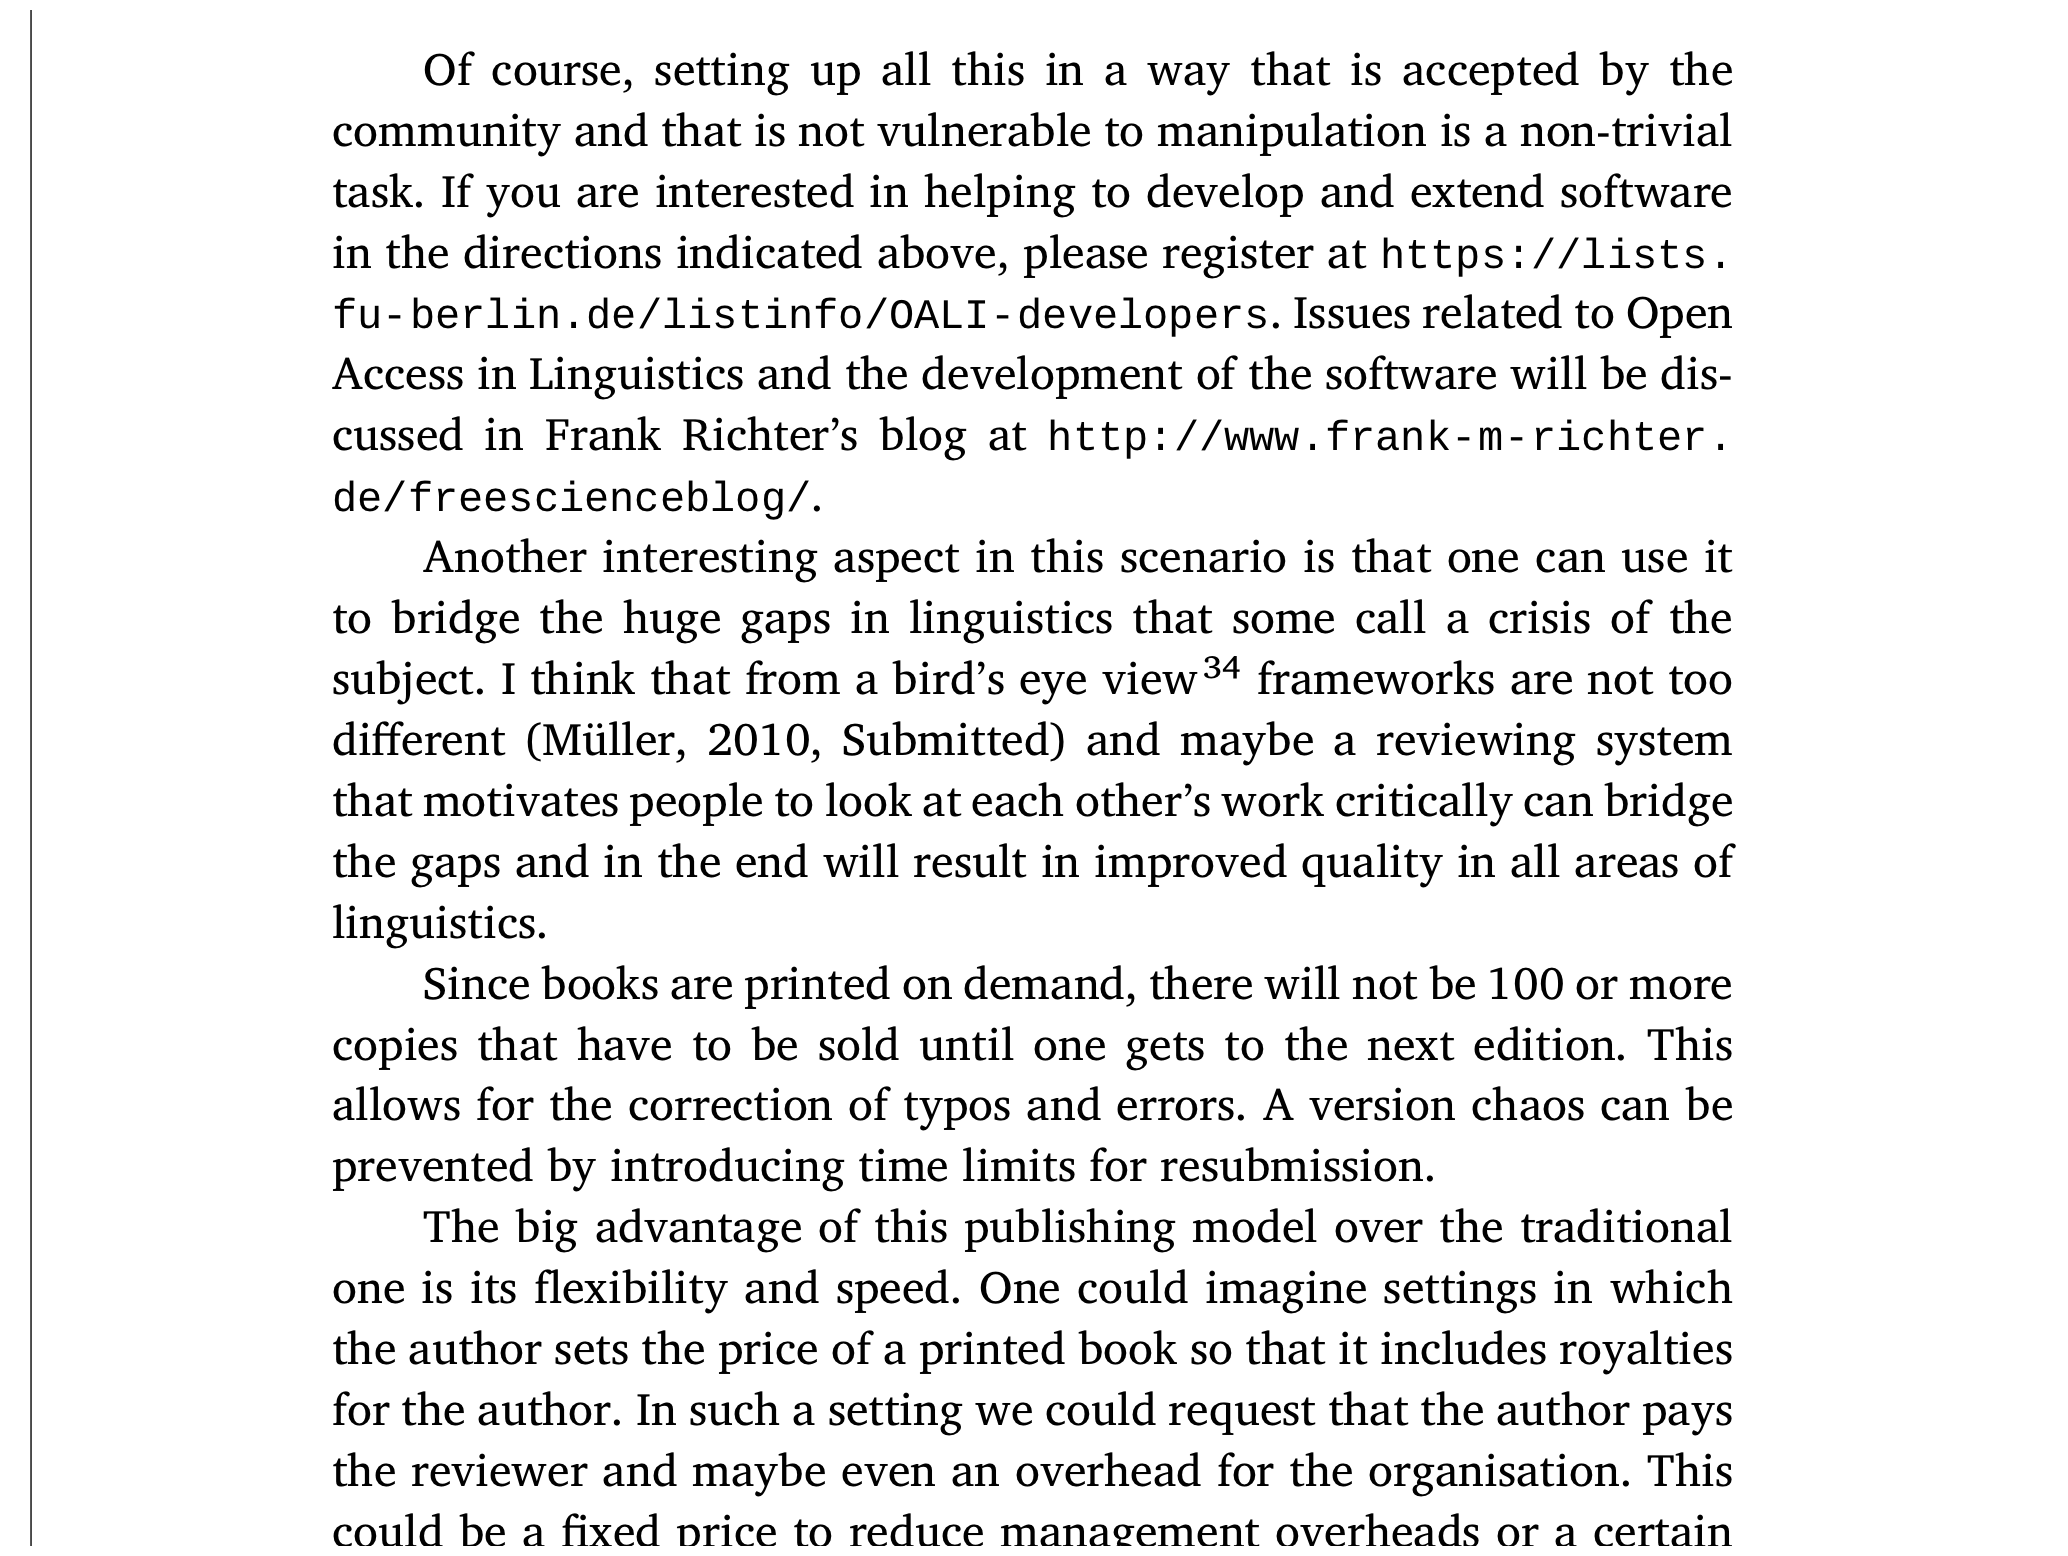 Of course, setting up all this in a way that is accepted by the
community and that is not vulnerable to manipulation is a non-trivial
task. If you are interested in helping to develop and extend software
in the directions indicated above, please register at https://lists.
fu-berlin.de/listinfo/OALI-developers. Issues related to Open
Access in Linguistics and the development of the software will be dis-
cussed in Frank Richter’s blog at http://www.frank-m-richter.
de/freescienceblog/.
Another interesting aspect in this scenario is that one can use it
to bridge the huge gaps in linguistics that some call a crisis of the
subject. I think that from a bird’s eye view³⁴ frameworks are not too
different (Müller, 2010, Submitted) and maybe a reviewing system
that motivates people to look at each other’s work critically can bridge
the gaps and in the end will result in improved quality in all areas of
linguistics.
Since books are printed on demand, there will not be 100 or more
copies that have to be sold until one gets to the next edition. This
allows for the correction of typos and errors. A version chaos can be
prevented by introducing time limits for resubmission.
The big advantage of this publishing model over the traditional
one is its flexibility and speed. One could imagine settings in which
the author sets the price of a printed book so that it includes royalties
for the author. In such a setting we could request that the author pays
the reviewer and maybe even an overhead for the organisation. This
could be a fixed price to reduce management overheads or a certain